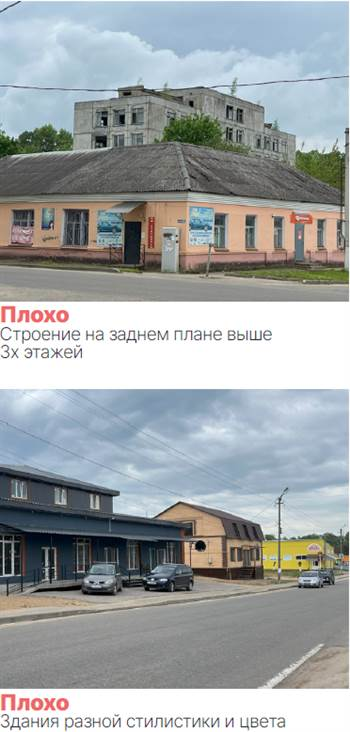 Плохо
Строение на заднем плане выше
3х этажей
Плохо
Здания разной стилистики и цвета